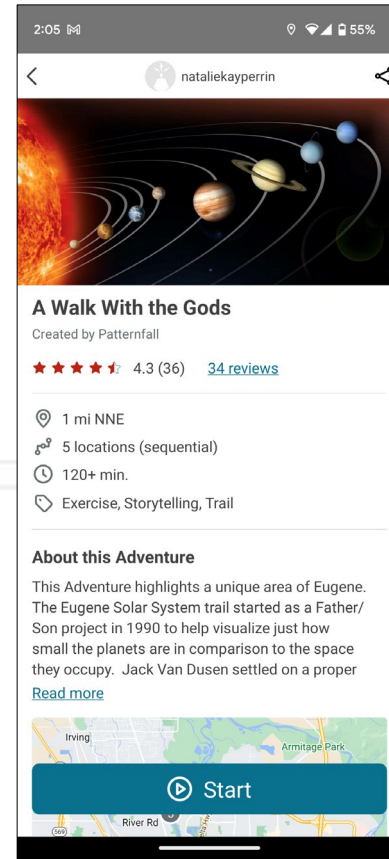 2:05 55%
nataliekayperrin
A Walk With the Gods
Created by Patternfall
4.3 (36) 34 reviews
1 mi NNE
5 locations (sequential)
120+ min.
Exercise, Storytelling, Trail
About this Adventure
This Adventure highlights a unique area of Eugene.
The Eugene Solar System trail started as a Father/
Son project in 1990 to help visualize just how
small the planets are in comparison to the space
they occupy. Jack Van Dusen settled on a proper
Read more
Irving
Armitage Park
Start
River Rd
569